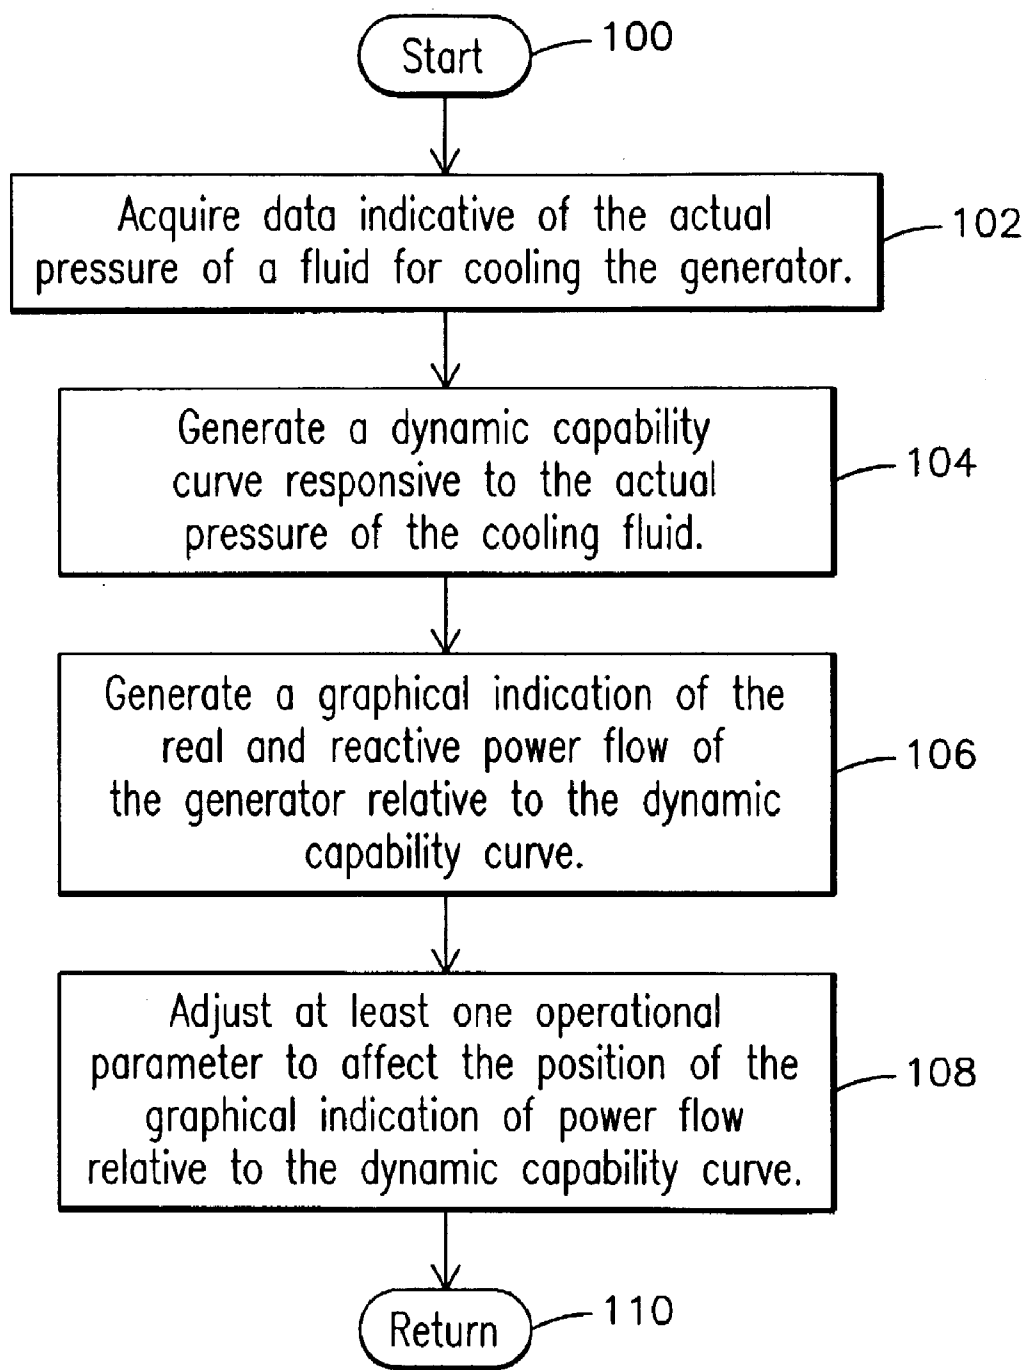 Start
100
Acquire data indicative of the actual
pressure of a fluid for cooling the generator.
102
Generate a dynamic capability
curve responsive to the actual
pressure of the cooling fluid.
104
Generate a graphical indication of the
real and reactive power flow of
the generator relative to the dynamic
capability curve.
106
Adjust at least one operational
parameter to affect the position of the
graphical indication of power flow
relative to the dynamic capability curve.
108
Return
110